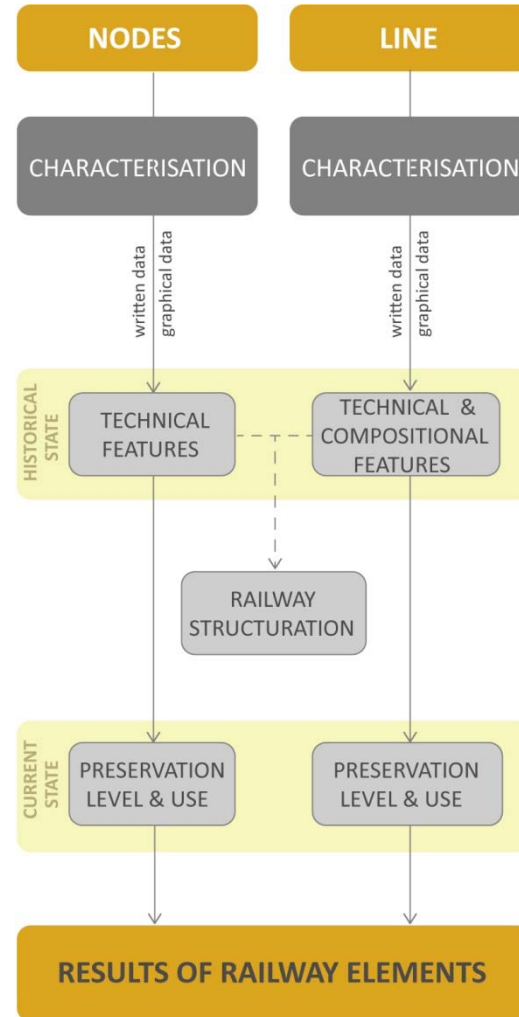 NODES
LINE
CHARACTERISATION
CHARACTERISATION
written data
graphical data
written data
graphical data
HISTORICAL
STATE
TECHNICAL
FEATURES
TECHNICAL &
COMPOSITIONAL
FEATURES
RAILWAY
STRUCTURATION
CURRENT
STATE
PRESERVATION
LEVEL & USE
PRESERVATION
LEVEL & USE
RESULTS OF RAILWAY ELEMENTS